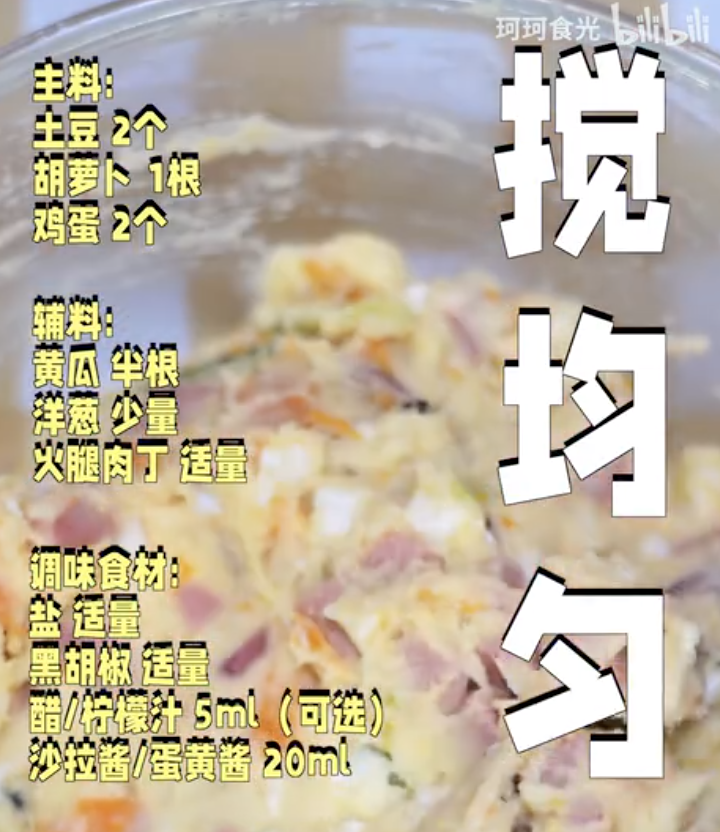 珂珂食光 bilibili
主料:
土豆 2个
胡萝卜 1根
鸡蛋 2个
辅料:
黄瓜 半根
洋葱 少量
火腿肉丁 适量
调味食材:
盐 适量
黑胡椒 适量
醋/柠檬汁 5ml（可选）
沙拉酱/蛋黄酱 20ml
搅
均
匀